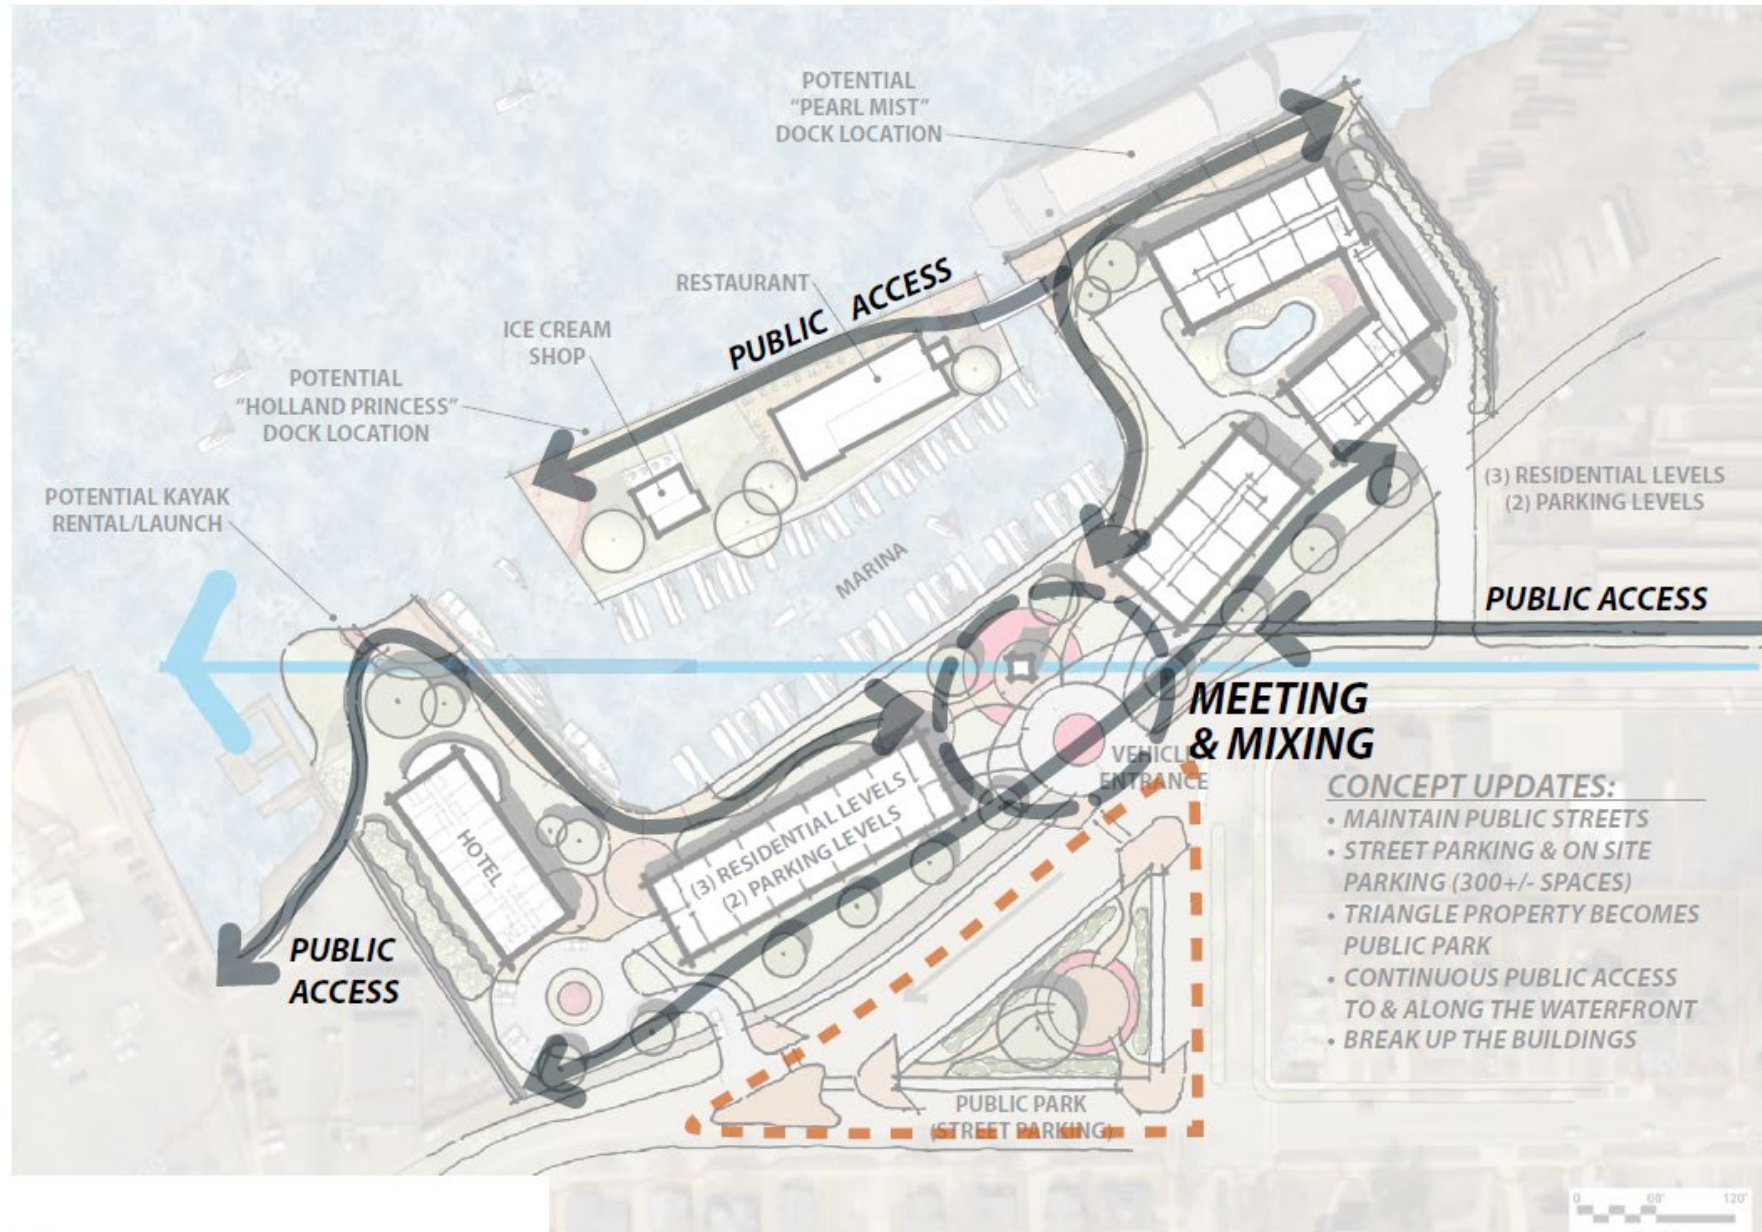 POTENTIAL
“PEARL MIST”
DOCK LOCATION
RESTAURANT
PUBLIC ACCESS
ICE CREAM
SHOP
POTENTIAL
“HOLLAND PRINCESS”
DOCK LOCATION
POTENTIAL KAYAK
RENTAL/LAUNCH
MARINA
(3) RESIDENTIAL LEVELS
(2) PARKING LEVELS
PUBLIC ACCESS
MEETING
& MIXING
VEHICLE
ENTRANCE
HOTEL
(3) RESIDENTIAL LEVELS
(2) PARKING LEVELS
PUBLIC
ACCESS
CONCEPT UPDATES:
• MAINTAIN PUBLIC STREETS
• STREET PARKING & ON SITE
PARKING (300+/- SPACES)
• TRIANGLE PROPERTY BECOMES
PUBLIC PARK
• CONTINUOUS PUBLIC ACCESS
TO & ALONG THE WATERFRONT
• BREAK UP THE BUILDINGS
PUBLIC PARK
(STREET PARKING)
0 60' 120'